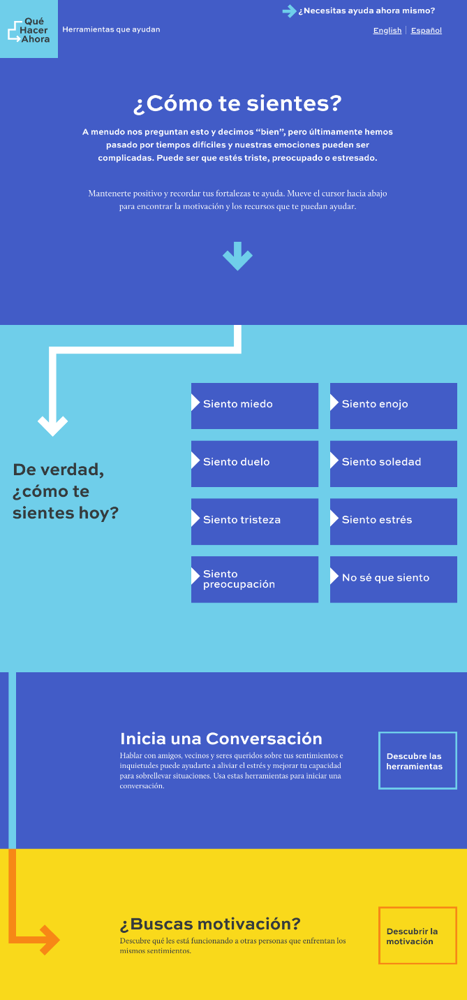 Qué
Hacer
Ahora
Herramientas que ayudan
¿Necesitas ayuda ahora mismo?
English
Español
¿Cómo te sientes?
A menudo nos preguntan esto y decimos “bien”, pero últimamente hemos
pasado por tiempos difíciles y nuestras emociones pueden ser
complicadas. Puede ser que estés triste, preocupado o estresado.
Mantenerte positivo y recordar tus fortalezas te ayuda. Mueve el cursor hacia abajo
para encontrar la motivación y los recursos que te puedan ayudar.
De verdad,
¿cómo te
sientes hoy?
Siento miedo
Siento enojo
Siento duelo
Siento soledad
Siento tristeza
Siento estrés
Siento
preocupación
No sé que siento
Inicia una Conversación
Hablar con amigos, vecinos y seres queridos sobre tus sentimientos e
inquietudes puede ayudarte a aliviar el estrés y mejorar tu capacidad
para sobrellevar situaciones. Usa estas herramientas para iniciar una
conversación.
Descubre las
herramientas
¿Buscas motivación?
Descubre qué les está funcionando a otras personas que enfrentan los
mismos sentimientos.
Descubrir la
motivación